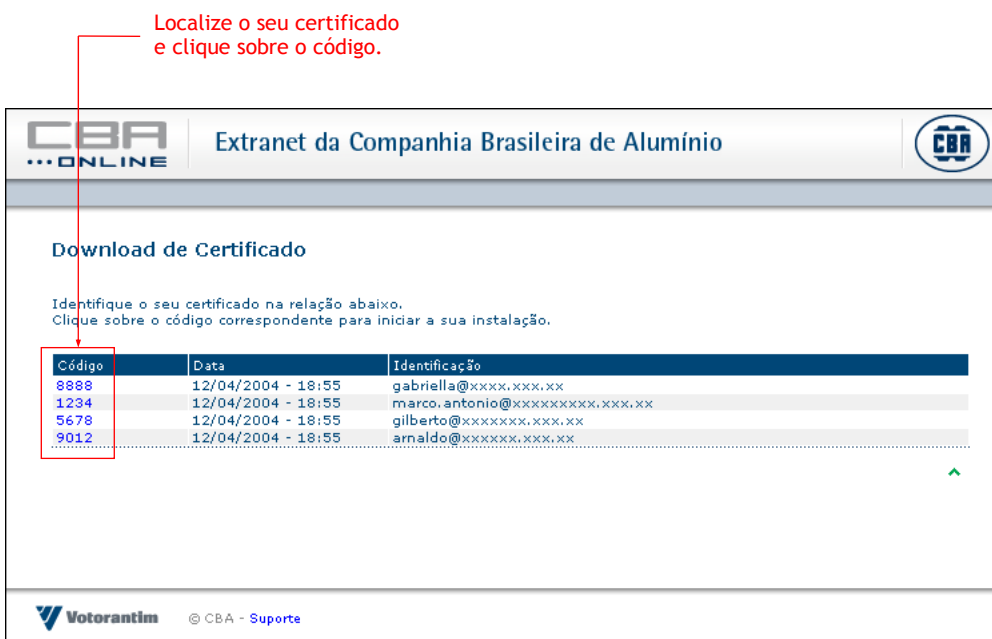 Localize o seu certificado
e clique sobre o código.
CBA
...ONLINE
Extranet da Companhia Brasileira de Alumínio
CBA
Download de Certificado
Identifique o seu certificado na relação abaixo.
Clique sobre o código correspondente para iniciar a sua instalação.
Código Data Identificação
8888 12/04/2004 - 18:55 gabriella@xxxx.xxx.xx
1234 12/04/2004 - 18:55 marco.antonio@xxxxxxxxx.xxx.xx
5678 12/04/2004 - 18:55 gilberto@xxxxxxx.xxx.xx
9012 12/04/2004 - 18:55 arnaldo@xxxxxx.xxx.xx
Votorantim © CBA - Suporte